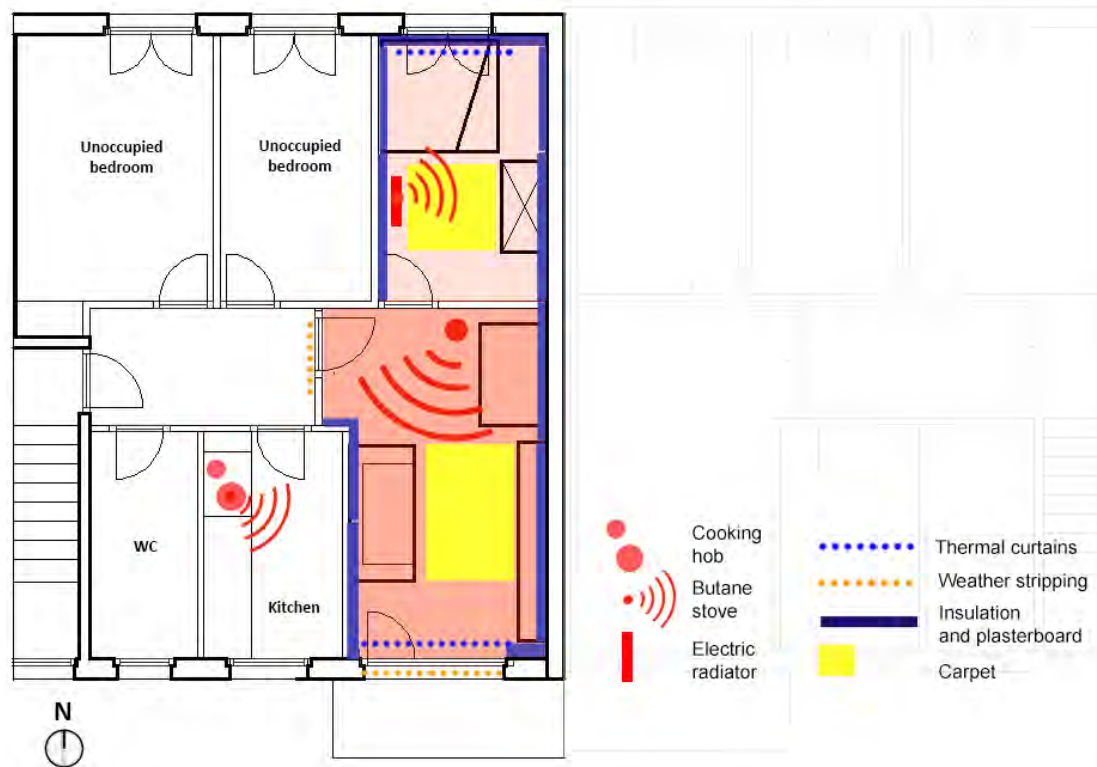 Unoccupied
bedroom
Unoccupied
bedroom
WC
Kitchen
N
Cooking
hob
Butane
stove
Electric
radiator
Thermal curtains
Weather stripping
Insulation
and plasterboard
Carpet